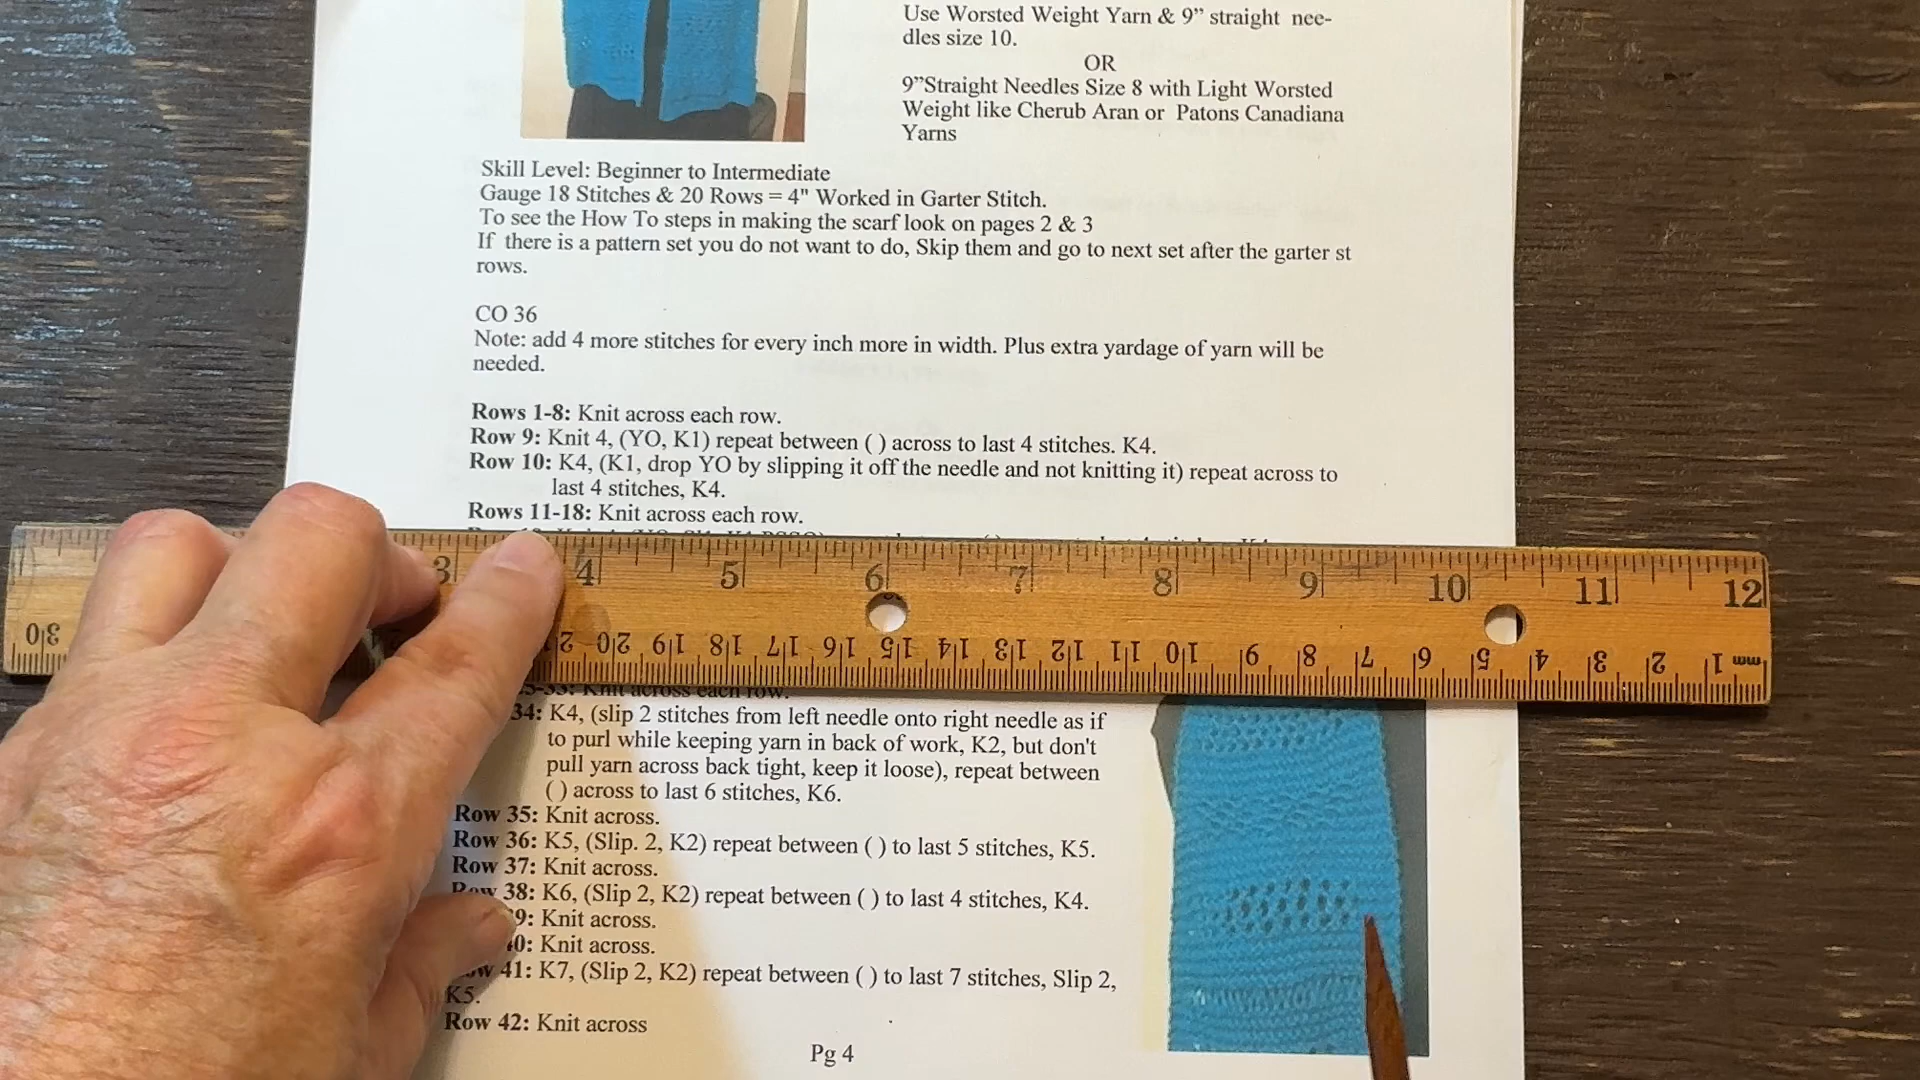 Use Worsted Weight Yarn & 9” straight nee-
dles size 10.
OR
9”Straight Needles Size 8 with Light Worsted
Weight like Cherub Aran or Patons Canadiana
Yarns
Skill Level: Beginner to Intermediate
Gauge 18 Stitches & 20 Rows = 4" Worked in Garter Stitch.
To see the How To steps in making the scarf look on pages 2 & 3
If there is a pattern set you do not want to do, Skip them and go to next set after the garter st
rows.
CO 36
Note: add 4 more stitches for every inch more in width. Plus extra yardage of yarn will be
needed.
Rows 1-8: Knit across each row.
Row 9: Knit 4, (YO, K1) repeat between ( ) across to last 4 stitches. K4.
Row 10: K4, (K1, drop YO by slipping it off the needle and not knitting it) repeat across to
last 4 stitches, K4.
Rows 11-18: Knit across each row.
3 4 5 6 7 8 9 10 11 12
30 20 19 18 17 16 15 14 13 12 11 10 9 8 7 6 5 4 3 2 1 mm
Knit across each row.
34: K4, (slip 2 stitches from left needle onto right needle as if
to purl while keeping yarn in back of work, K2, but don't
pull yarn across back tight, keep it loose), repeat between
( ) across to last 6 stitches, K6.
Row 35: Knit across.
Row 36: K5, (Slip. 2, K2) repeat between ( ) to last 5 stitches, K5.
Row 37: Knit across.
Row 38: K6, (Slip 2, K2) repeat between ( ) to last 4 stitches, K4.
9: Knit across.
40: Knit across.
Row 41: K7, (Slip 2, K2) repeat between ( ) to last 7 stitches, Slip 2,
K5.
Row 42: Knit across
Pg 4